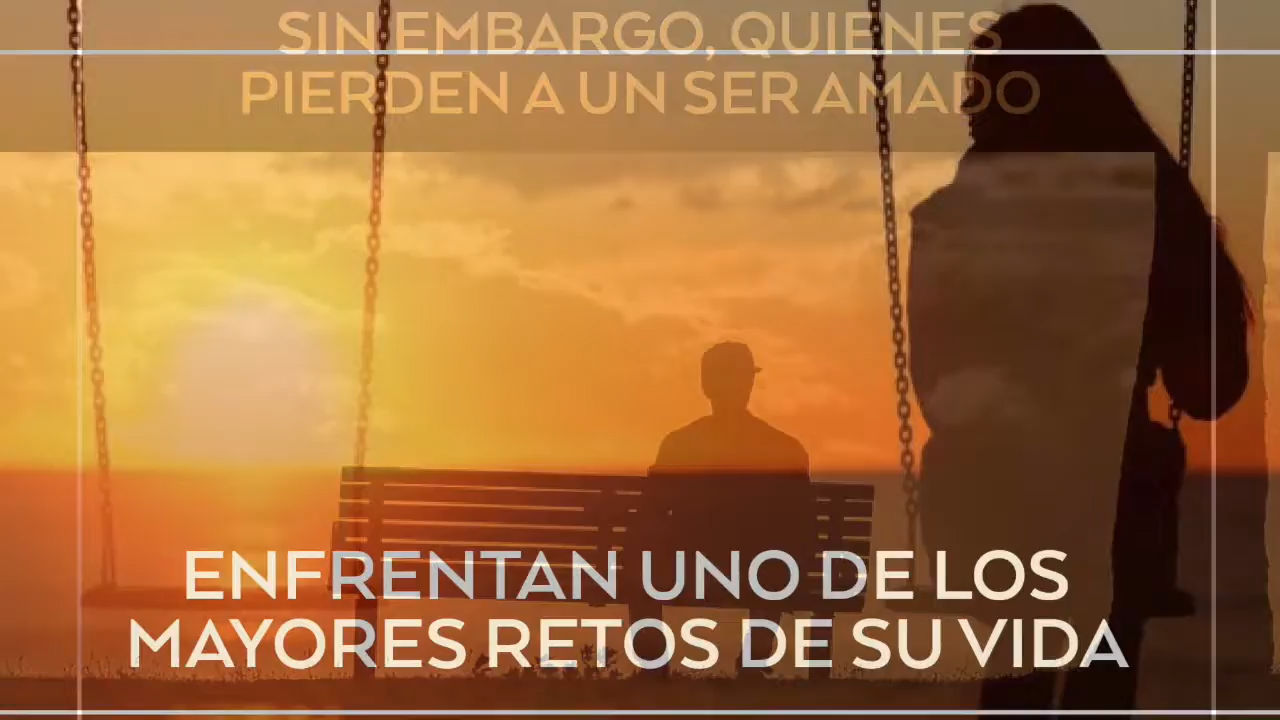 SIN EMBARGO, QUIENES
PIERDEN A UN SER AMADO
ENFRENTAN UNO DE LOS
MAYORES RETOS DE SU VIDA